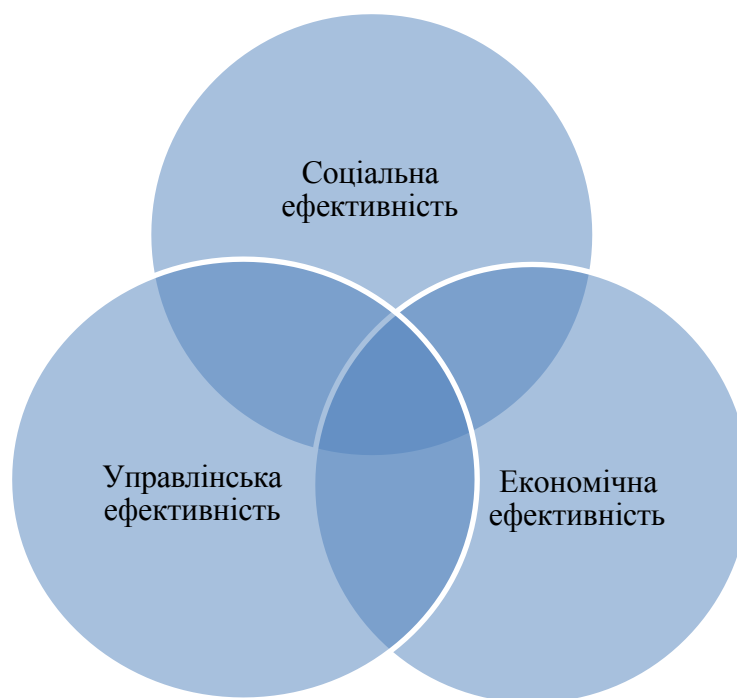 Соціальна
ефективність
Управлінська
ефективність
Економічна
ефективність